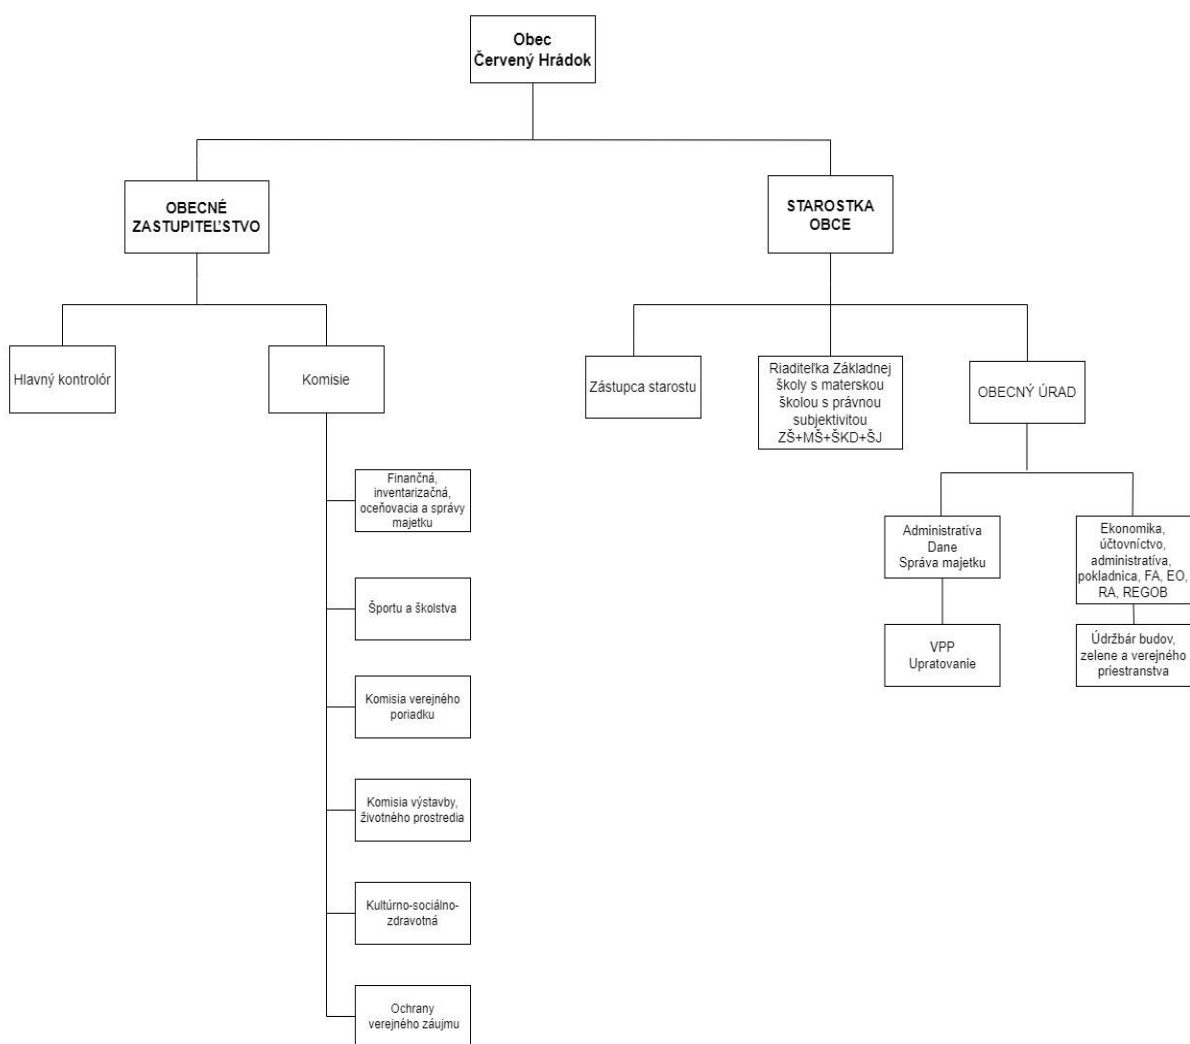 Obec
Červený Hrádok
OBECNÉ
ZASTUPITEĽSTVO
STAROSTKA
OBCE
Hlavný kontrolór
Komisie
Zástupca starostu
Riaditeľka Základnej
školy s materskou
školou s právnou
subjektivitou
ZŠ+MŠ+ŠKD+ŠJ
OBECNÝ ÚRAD
Finančná,
inventarizačná,
oceňovacia a správy
majetku
Športu a školstva
Komisia verejného
poriadku
Komisia výstavby,
životného prostredia
Kultúrno-sociálno-
zdravotná
Ochrany
verejného záujmu
Administratíva
Dane
Správa majetku
Ekonomika,
účtovníctvo,
administratíva,
pokladnica, FA, EO,
RA, REGOB
VPP
Upratovanie
Údržbár budov,
zelene a verejného
priestranstva